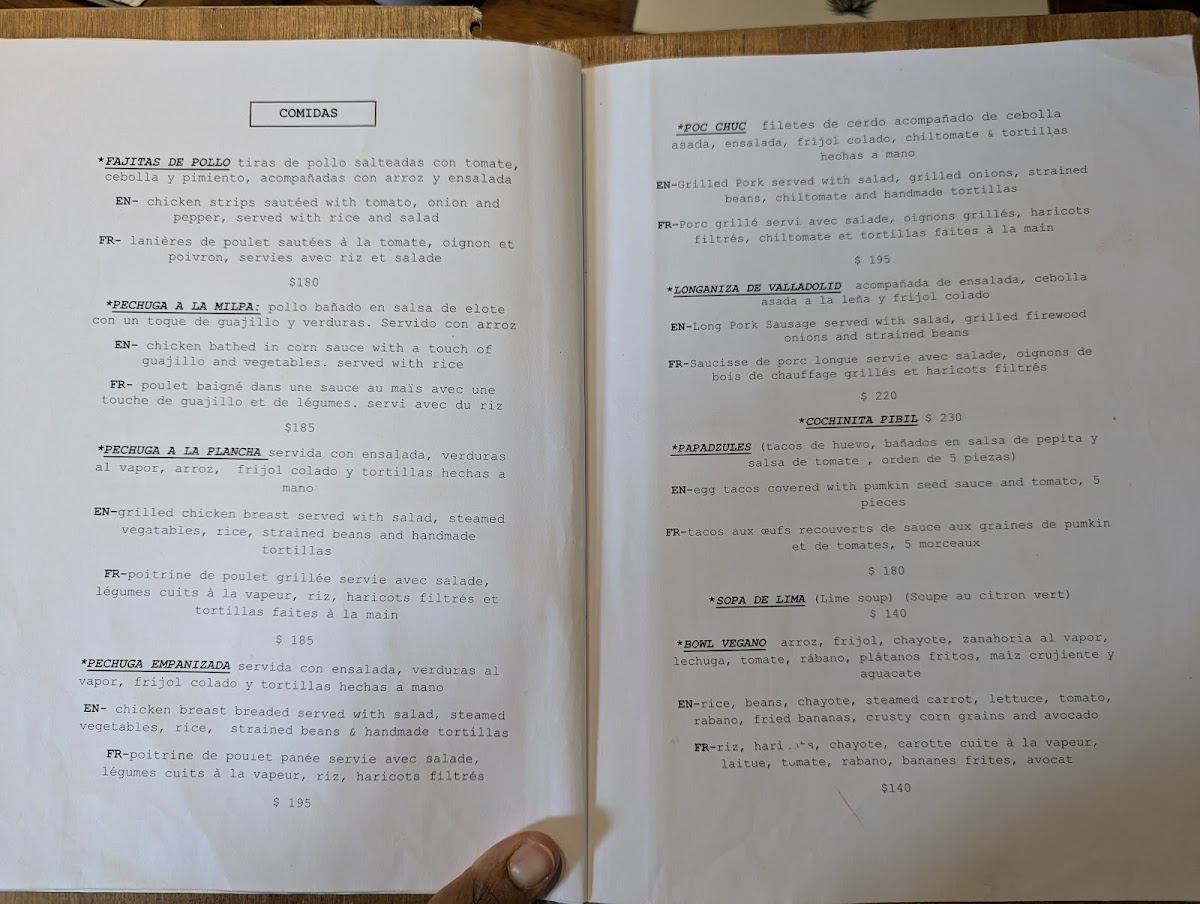 COMIDAS
*FAJITAS DE POLLO tiras de pollo salteadas con tomate,
cebolla y pimiento, acompañadas con arroz y ensalada
EN- chicken strips sautéed with tomato, onion and
pepper, served with rice and salad
FR- lanières de poulet sautées à la tomate, oignon et
poivron, servies avec riz et salade
$180
*PECHUGA A LA MILPA: pollo bañado en salsa de elote
con un toque de guajillo y verduras. Servido con arroz
EN- chicken bathed in corn sauce with a touch of
guajillo and vegetables. served with rice
FR- poulet baigné dans une sauce au maïs avec une
touche de guajillo et de légumes. servi avec du riz
$185
*PECHUGA A LA PLANCHA servida con ensalada, verduras
al vapor, arroz, frijol colado y tortillas hechas a
mano
EN-grilled chicken breast served with salad, steamed
vegatables, rice, strained beans and handmade
tortillas
FR-poitrine de poulet grillée servie avec salade,
légumes cuits à la vapeur, riz, haricots filtrés et
tortillas faites à la main
$ 185
*PECHUGA EMPANIZADA servida con ensalada, verduras al
vapor, frijol colado y tortillas hechas a mano
EN- chicken breast breaded served with salad, steamed
vegetables, rice, strained beans & handmade tortillas
FR-poitrine de poulet panée servie avec salade,
légumes cuits à la vapeur, riz, haricots filtrés
$ 195
*POC CHUC filetes de cerdo acompañado de cebolla
asada, ensalada, frijol colado, chiltomate & tortillas
hechas a mano
EN-Grilled Pork served with salad, grilled onions, strained
beans, chiltomate and handmade tortillas
FR-Porc grillé servi avec salade, oignons grillés, haricots
filtrés, chiltomate et tortillas faites à la main
$ 195
*LONGANIZA DE VALLADOLID acompañada de ensalada, cebolla
asada a la leña y frijol colado
EN-Long Pork Sausage served with salad, grilled firewood
onions and strained beans
FR-Saucisse de porc longue servie avec salade, oignons de
bois de chauffage grillés et haricots filtrés
$ 220
*COCHINITA PIBIL $ 230
*PAPADZULES (tacos de huevo, bañados en salsa de pepita y
salsa de tomate , orden de 5 piezas)
EN-egg tacos covered with pumkin seed sauce and tomato, 5
pieces
FR-tacos aux œufs recouverts de sauce aux graines de pumkin
et de tomates, 5 morceaux
$ 180
*SOPA DE LIMA (Lime soup) (Soupe au citron vert)
$ 140
*BOWL VEGANO arroz, frijol, chayote, zanahoria al vapor,
lechuga, tomate, rábano, plátanos fritos, maíz crujiente y
aguacate
EN-rice, beans, chayote, steamed carrot, lettuce, tomato,
rabano, fried bananas, crusty corn grains and avocado
FR-riz, chayote, carotte cuite à la vapeur,
laitue, tomate, rabano, bananes frites, avocat
$140